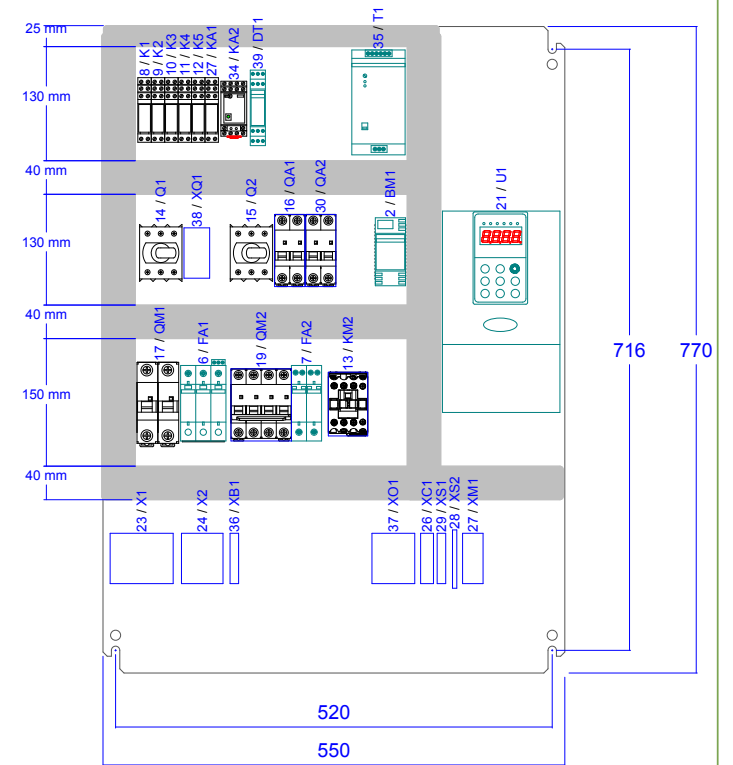 25 mm
130 mm
40 mm
130 mm
40 mm
150 mm
40 mm
8 / K1
9 / K2
10 / K3
11 / K4
12 / K5
27 / KA1
34 / KA2
39 / DT1
35 / T1
14 / Q1
38 / XQ1
15 / Q2
16 / QA1
30 / QA2
2 / BM1
21 / U1
8888
17 / QM1
6 / FA1
19 / QM2
7 / FA2
13 / KM2
716
770
23 / X1
24 / X2
36 / XB1
37 / XO1
26 / XC1
29 / XS1
28 / XS2
27 / XM1
520
550